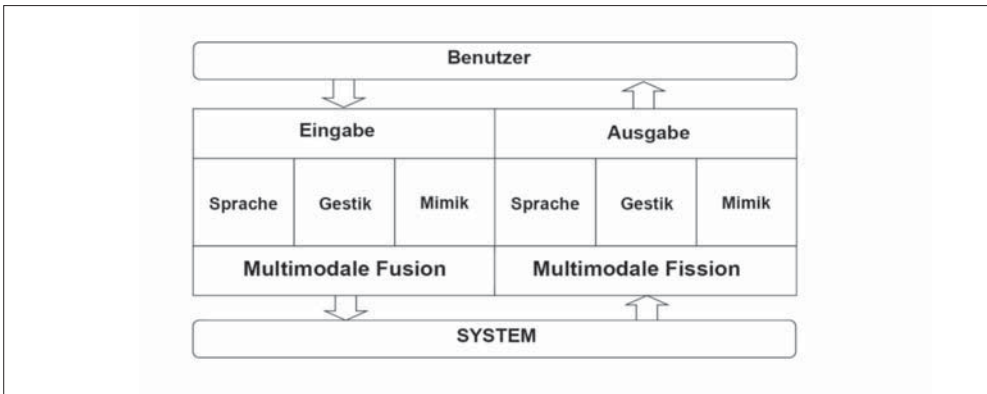 Benutzer
Eingabe Ausgabe
Sprache Gestik Mimik Sprache Gestik Mimik
Multimodale Fusion Multimodale Fission
SYSTEM